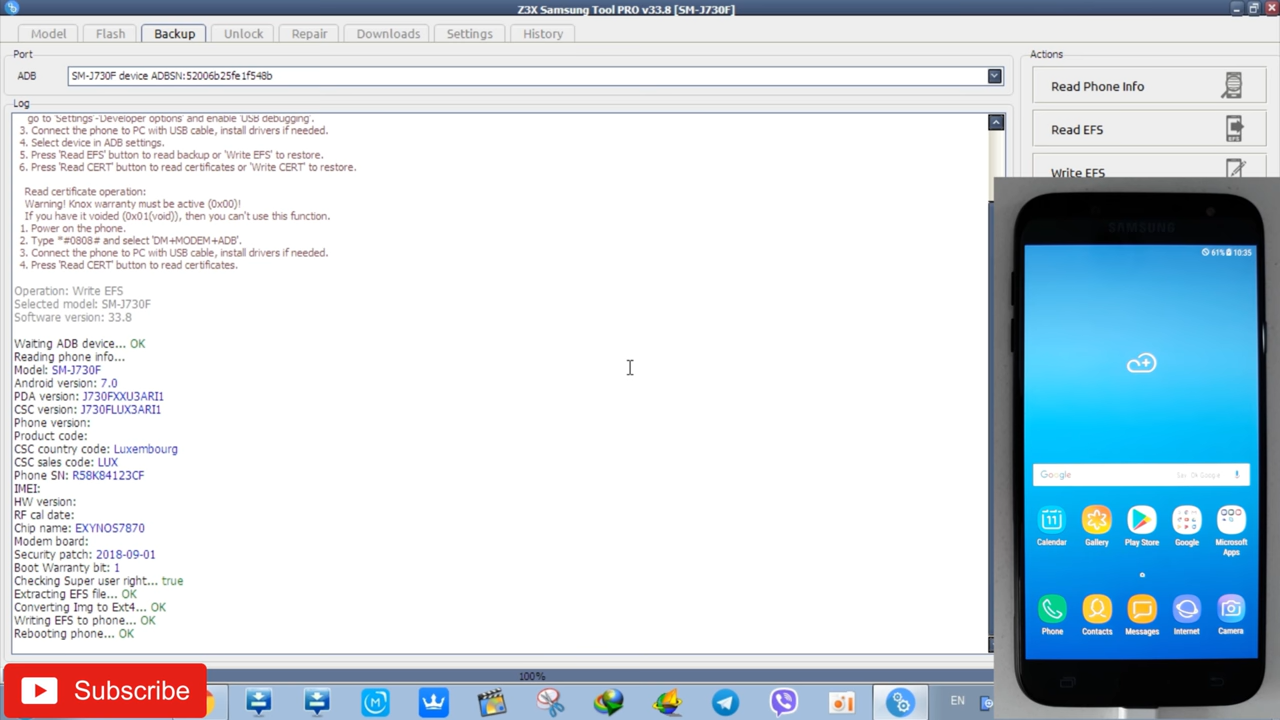 Z3X Samsung Tool PRO v33.8 [SM-J730F]
Model Flash Backup Unlock Repair Downloads Settings History
Port
Actions
ADB SM-J730F device ADBSN:52006b25fe1f548b
Read Phone Info
Log
go to 'Settings'-Developer options' and enable 'USB debugging'.
Read EFS
3. Connect the phone to PC with USB cable, install drivers if needed.
4. Select device in ADB settings.
5. Press 'Read EFS' button to read backup or 'Write EFS' to restore.
6. Press 'Read CERT' button to read certificates or 'Write CERT' to restore.
Write EFS
Read certificate operation:
Warning! Knox warranty must be active (0x00)!
If you have it voided (0x01(void)), then you can't use this function.
1. Power on the phone.
2. Type *#0808# and select 'DM+MODEM+ADB'.
3. Connect the phone to PC with USB cable, install drivers if needed.
4. Press 'Read CERT' button to read certificates.
Operation: Write EFS
Selected model: SM-J730F
Software version: 33.8
Waiting ADB device... OK
Reading phone info...
Model: SM-J730F
Android version: 7.0
PDA version: J730FXXU3ARI1
CSC version: J730FLUX3ARI1
Phone version:
Product code:
CSC country code: Luxembourg
CSC sales code: LUX
Phone SN: R58K84123CF
IMEI:
HW version:
RF cal date:
Chip name: EXYNOS7870
Modem board:
Security patch: 2018-09-01
Boot Warranty bit: 1
Checking Super user right... true
Extracting EFS file... OK
Converting Img to Ext4... OK
Writing EFS to phone... OK
Rebooting phone... OK
100%
SAMSUNG
61% 10:35
Google
Say "Ok Google"
11
Calendar Gallery Play Store Google Microsoft Apps
Phone Contacts Messages Internet Camera
Subscribe
EN